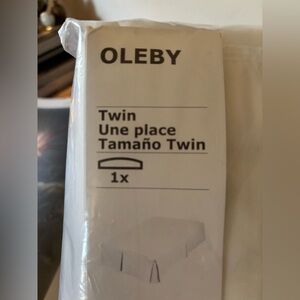 OLEBY
Twin
Une place
Tamaño Twin
1x